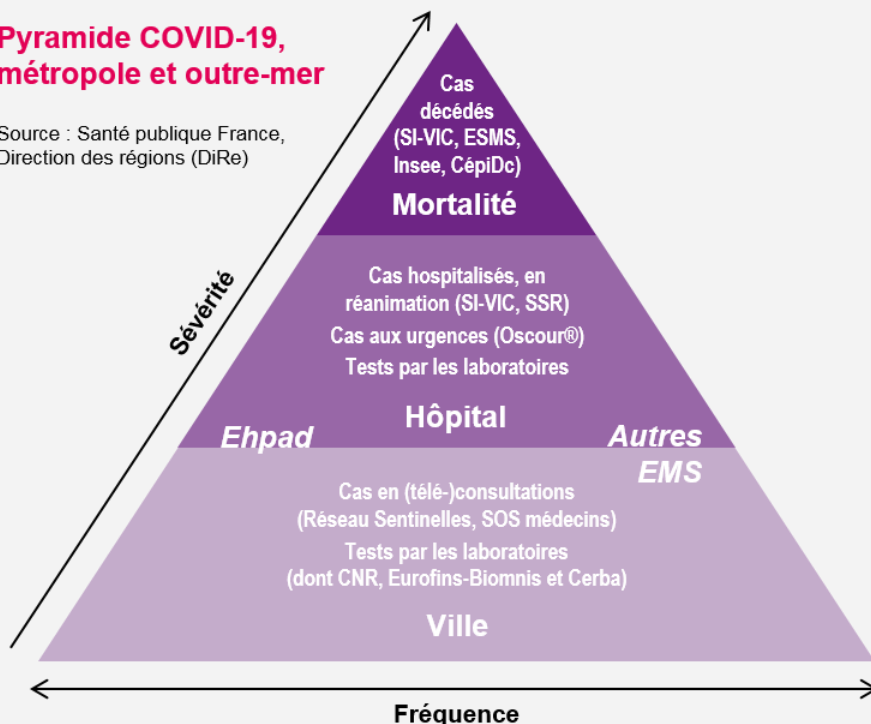 Pyramide COVID-19,
métropole et outre-mer
Source : Santé publique France,
Direction des régions (DiRe)
Sévérité
Cas
décédés
(SI-VIC, ESMS,
Insee, CépiDc)
Mortalité
Cas hospitalisés, en
réanimation (SI-VIC, SSR)
Cas aux urgences (Oscour®)
Tests par les laboratoires
Hôpital
Ehpad
Autres
EMS
Cas en (télé-)consultations
(Réseau Sentinelles, SOS médecins)
Tests par les laboratoires
(dont CNR, Eurofins-Biomnis et Cerba)
Ville
Fréquence